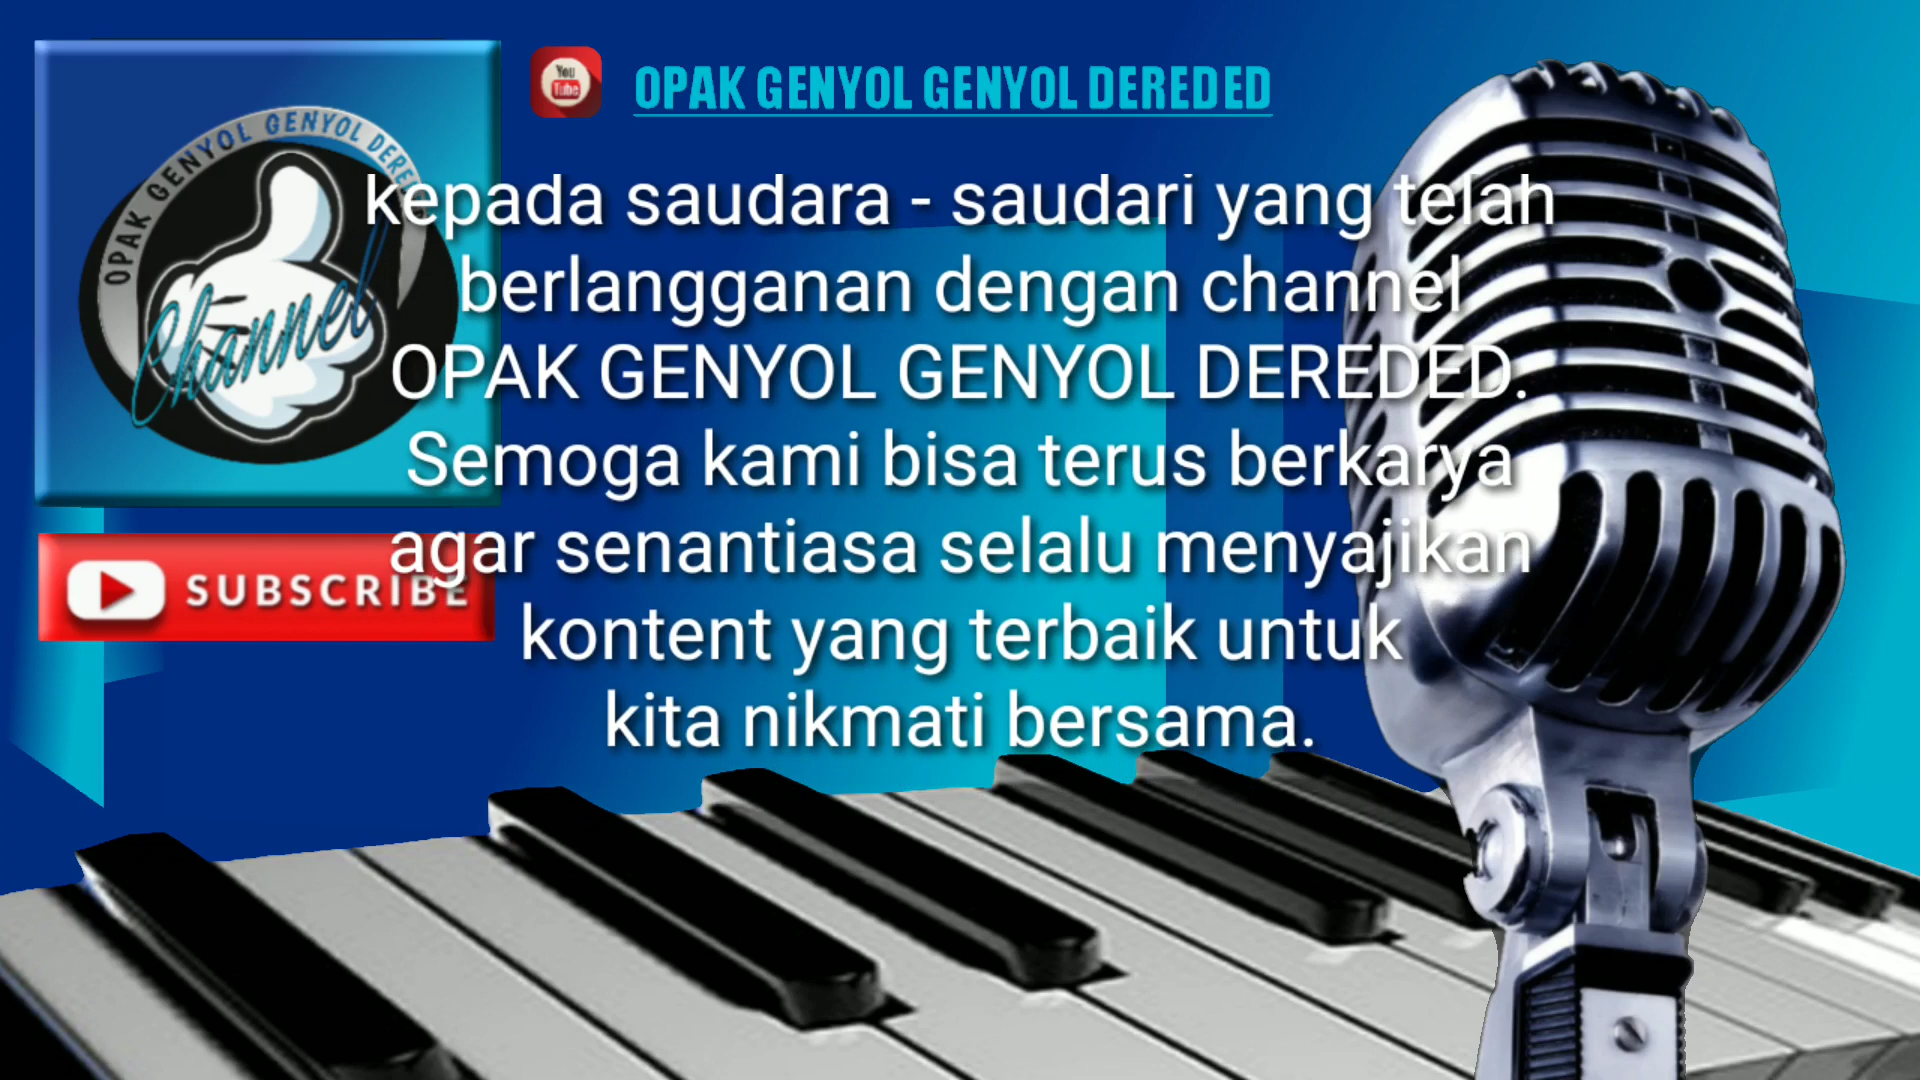 You
Tube
OPAK GENYOL GENYOL DEREDED
OPAK GENYOL GENYOL DERE
Channel
kepada saudara - saudari yang telah
berlangganan dengan channel
OPAK GENYOL GENYOL DEREDED.
Semoga kami bisa terus berkarya
agar senantiasa selalu menyajikan
kontent yang terbaik untuk
kita nikmati bersama.
SUBSCRIBE